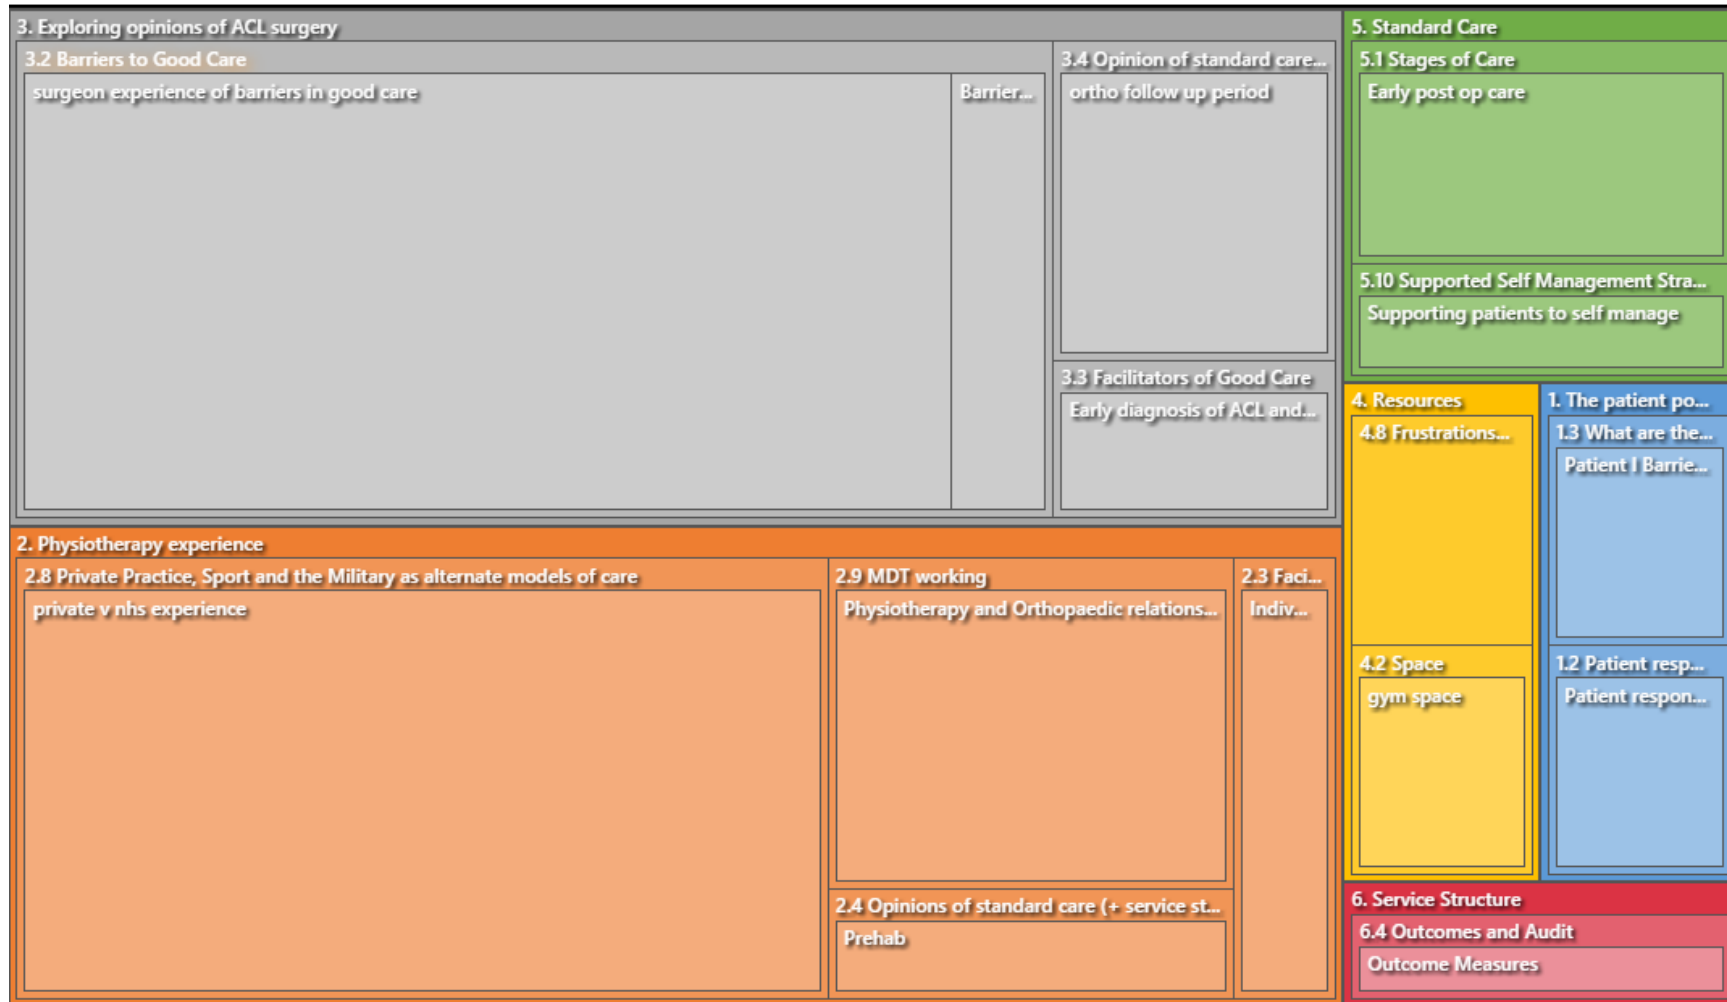 3. Exploring opinions of ACL surgery
3.2 Barriers to Good Care
surgeon experience of barriers in good care
Barrier...
3.4 Opinion of standard care...
ortho follow up period
3.3 Facilitators of Good Care
Early diagnosis of ACL and...
2. Physiotherapy experience
2.8 Private Practice, Sport and the Military as alternate models of care
private v nhs experience
2.9 MDT working
Physiotherapy and Orthopaedic relations...
2.4 Opinions of standard care (+ service st...
Prehab
2.3 Faci...
Indiv...
5. Standard Care
5.1 Stages of Care
Early post op care
5.10 Supported Self Management Stra...
Supporting patients to self manage
4. Resources
4.8 Frustrations...
4.2 Space
gym space
1. The patient po...
1.3 What are the...
Patient I Barrie...
1.2 Patient resp...
Patient respon...
6. Service Structure
6.4 Outcomes and Audit
Outcome Measures